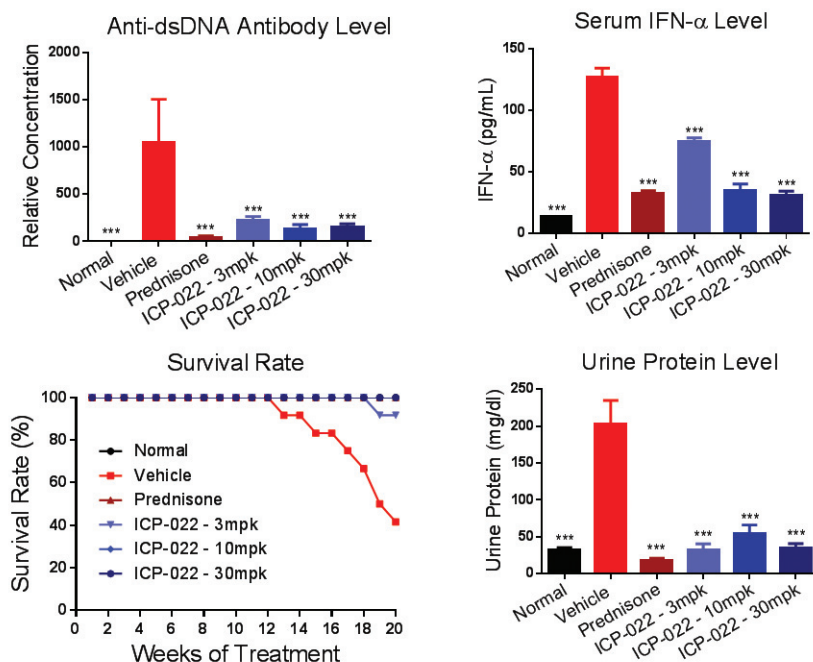 Anti-dsDNA Antibody Level
Relative Concentration
2000
1500
1000
500
0
***
***
***
***
***
Normal
Vehicle
Prednisone
ICP-022 - 3mpk
ICP-022 - 10mpk
ICP-022 - 30mpk
Serum IFN-α Level
IFN-α (pg/mL)
150
100
50
0
***
***
***
***
***
Normal
Vehicle
Prednisone
ICP-022 - 3mpk
ICP-022 - 10mpk
ICP-022 - 30mpk
Survival Rate
Survival Rate (%)
100
80
60
40
20
0
Normal
Vehicle
Prednisone
ICP-022 - 3mpk
ICP-022 - 10mpk
ICP-022 - 30mpk
0 2 4 6 8 10 12 14 16 18 20
Weeks of Treatment
Urine Protein Level
Urine Protein (mg/dl)
250
200
150
100
50
0
***
***
***
***
***
Normal
Vehicle
Prednisone
ICP-022 - 3mpk
ICP-022 - 10mpk
ICP-022 - 30mpk